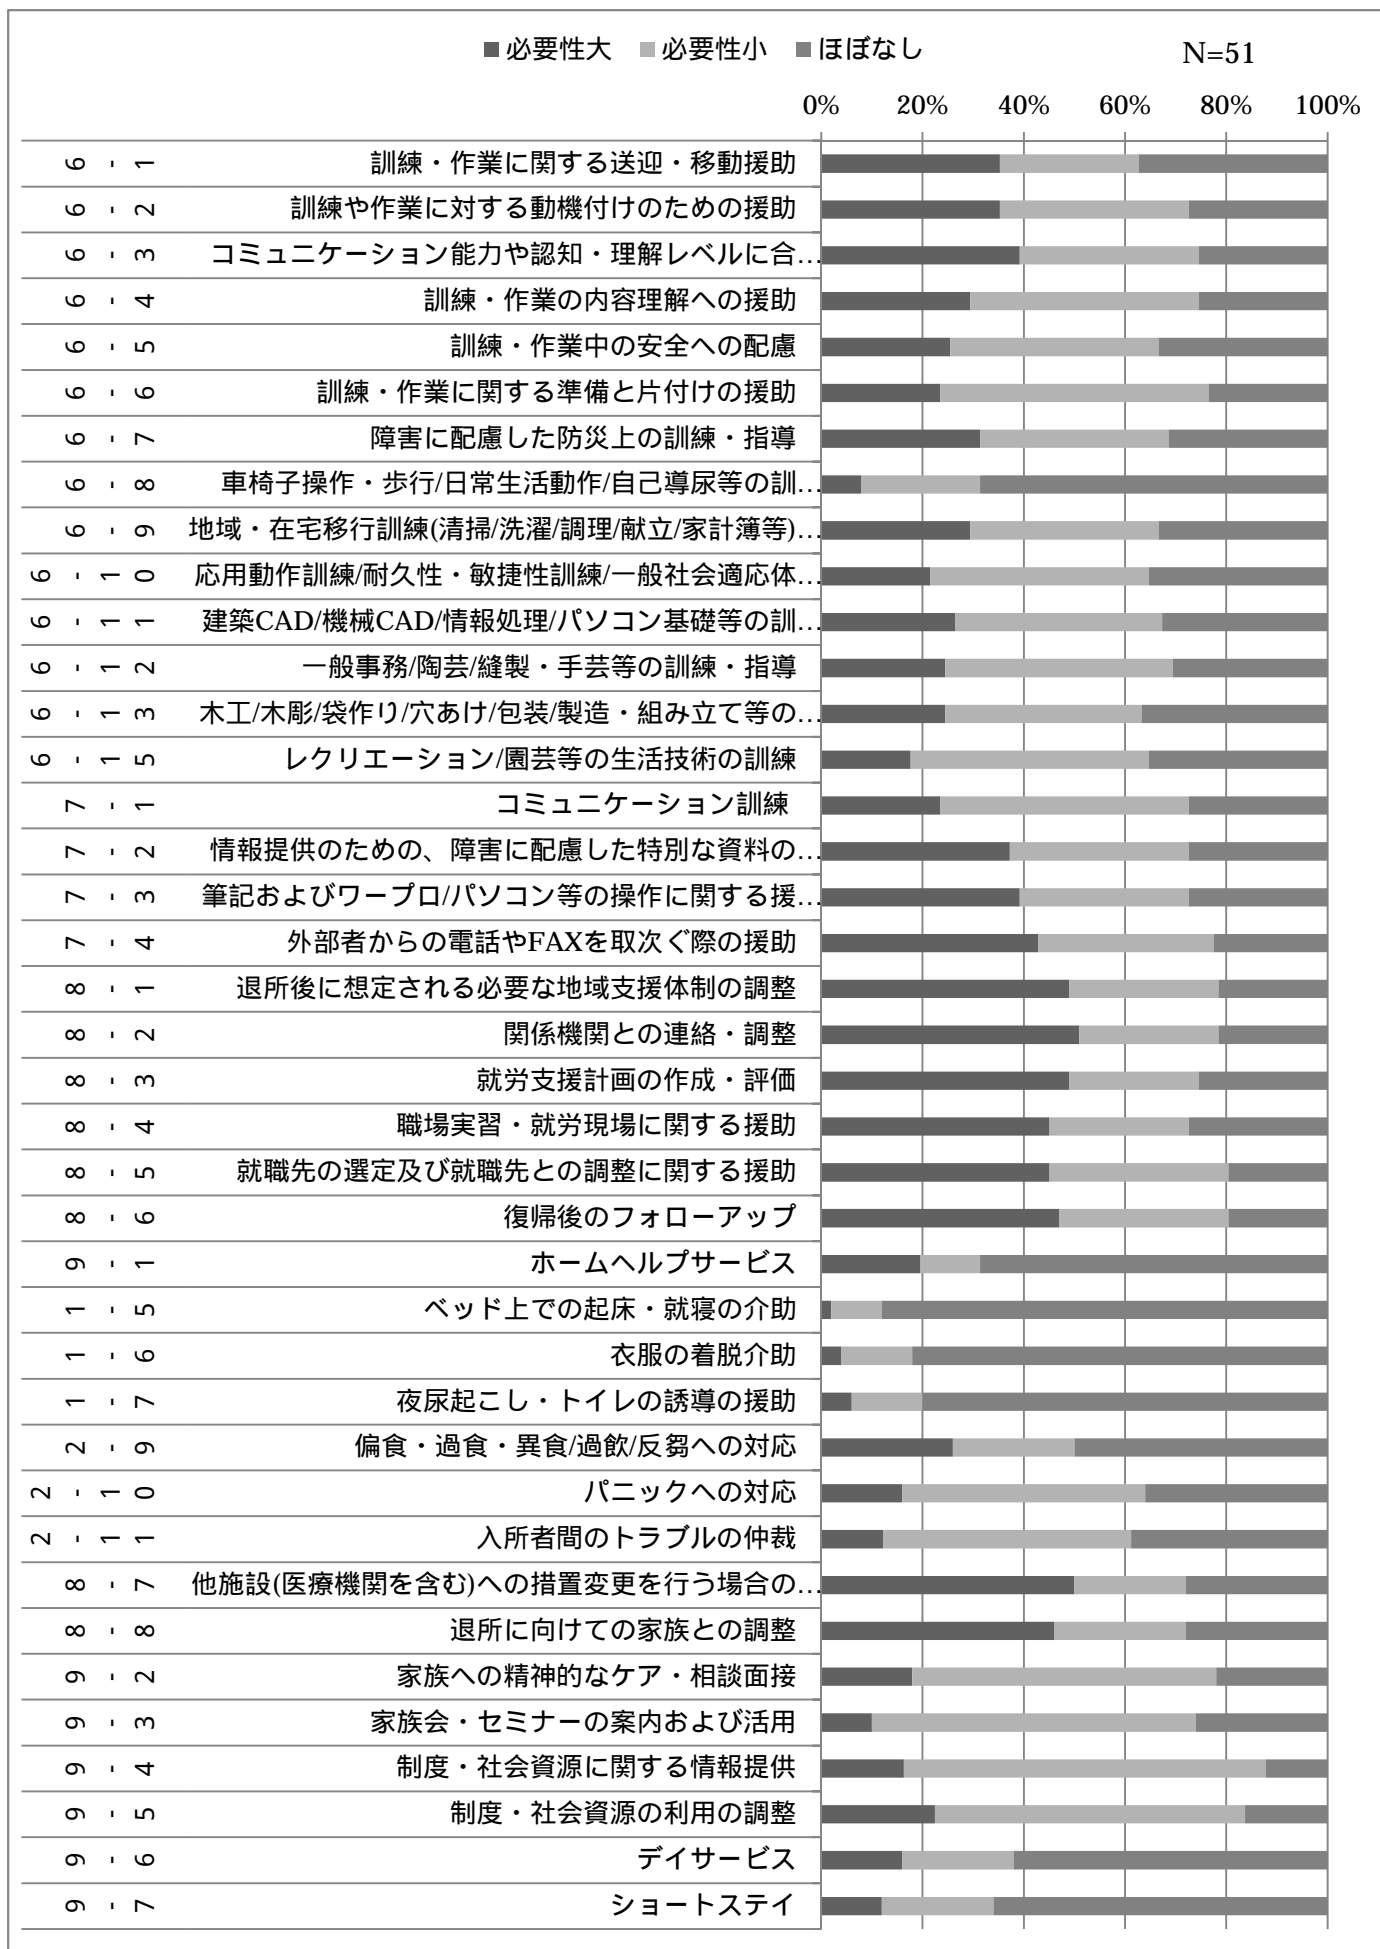 ■必要性大 ■必要性小 ■ほぼなし N=51
0% 20% 40% 60% 80% 100%
6-1 訓練・作業に関する送迎・移動援助
6-2 訓練や作業に対する動機付けのための援助
6-3 コミュニケーション能力や認知・理解レベルに合…
6-4 訓練・作業の内容理解への援助
6-5 訓練・作業中の安全への配慮
6-6 訓練・作業に関する準備と片付けの援助
6-7 障害に配慮した防災上の訓練・指導
6-8 車椅子操作・歩行/日常生活動作/自己導尿等の訓…
6-9 地域・在宅移行訓練(清掃/洗濯/調理/献立/家計簿等)…
6-10 応用動作訓練/耐久性・敏捷性訓練/一般社会適応体…
6-11 建築CAD/機械CAD/情報処理/パソコン基礎等の訓…
6-12 一般事務/陶芸/縫製・手芸等の訓練・指導
6-13 木工/木彫/袋作り/穴あけ/包装/製造・組み立て等の…
6-15 レクリエーション/園芸等の生活技術の訓練
7-1 コミュニケーション訓練
7-2 情報提供のための、障害に配慮した特別な資料の…
7-3 筆記およびワープロ/パソコン等の操作に関する援…
7-4 外部者からの電話やFAXを取次ぐ際の援助
8-1 退所後に想定される必要な地域支援体制の調整
8-2 関係機関との連絡・調整
8-3 就労支援計画の作成・評価
8-4 職場実習・就労現場に関する援助
8-5 就職先の選定及び就職先との調整に関する援助
8-6 復帰後のフォローアップ
9-1 ホームヘルプサービス
1-5 ベッド上での起床・就寝の介助
1-6 衣服の着脱介助
1-7 夜尿起こし・トイレの誘導の援助
2-9 偏食・過食・異食/過飲/反芻への対応
2-10 パニックへの対応
2-11 入所者間のトラブルの仲裁
8-7 他施設(医療機関を含む)への措置変更を行う場合の…
8-8 退所に向けての家族との調整
9-2 家族への精神的なケア・相談面接
9-3 家族会・セミナーの案内および活用
9-4 制度・社会資源に関する情報提供
9-5 制度・社会資源の利用の調整
9-6 デイサービス
9-7 ショートステイ